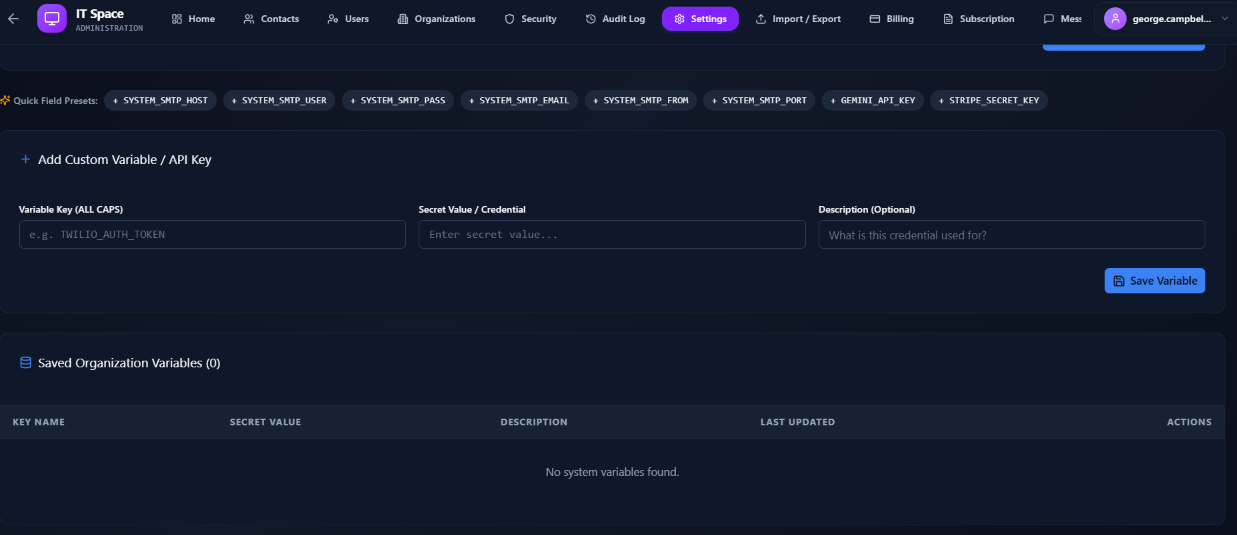 IT Space
ADMINISTRATION
Home
Contacts
Users
Organizations
Security
Audit Log
Settings
Import / Export
Billing
Subscription
Mess
george.campbel...
Quick Field Presets:
+ SYSTEM_SMTP_HOST
+ SYSTEM_SMTP_USER
+ SYSTEM_SMTP_PASS
+ SYSTEM_SMTP_EMAIL
+ SYSTEM_SMTP_FROM
+ SYSTEM_SMTP_PORT
+ GEMINI_API_KEY
+ STRIPE_SECRET_KEY
+ Add Custom Variable / API Key
Variable Key (ALL CAPS)
Secret Value / Credential
Description (Optional)
e.g. TWILIO_AUTH_TOKEN
Enter secret value...
What is this credential used for?
Save Variable
Saved Organization Variables (0)
KEY NAME
SECRET VALUE
DESCRIPTION
LAST UPDATED
ACTIONS
No system variables found.